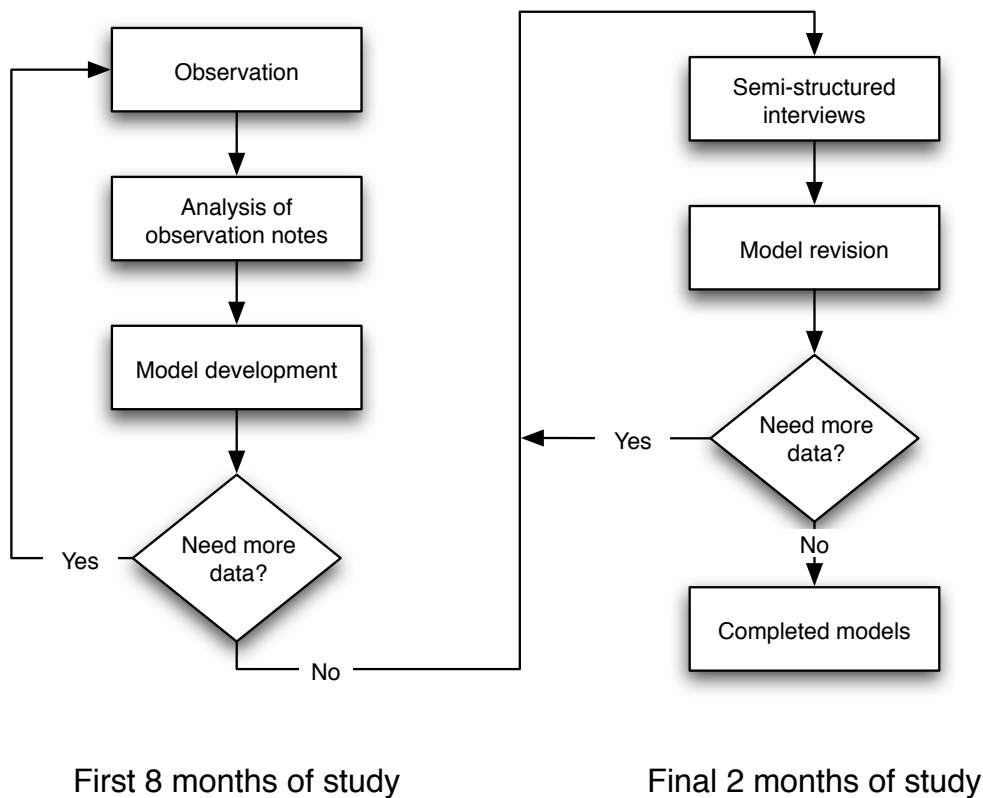 Observation
Analysis of
observation notes
Model development
Need more
data?
Yes
No
First 8 months of study
Semi-structured
interviews
Model revision
Need more
data?
Yes
No
Completed models
Final 2 months of study